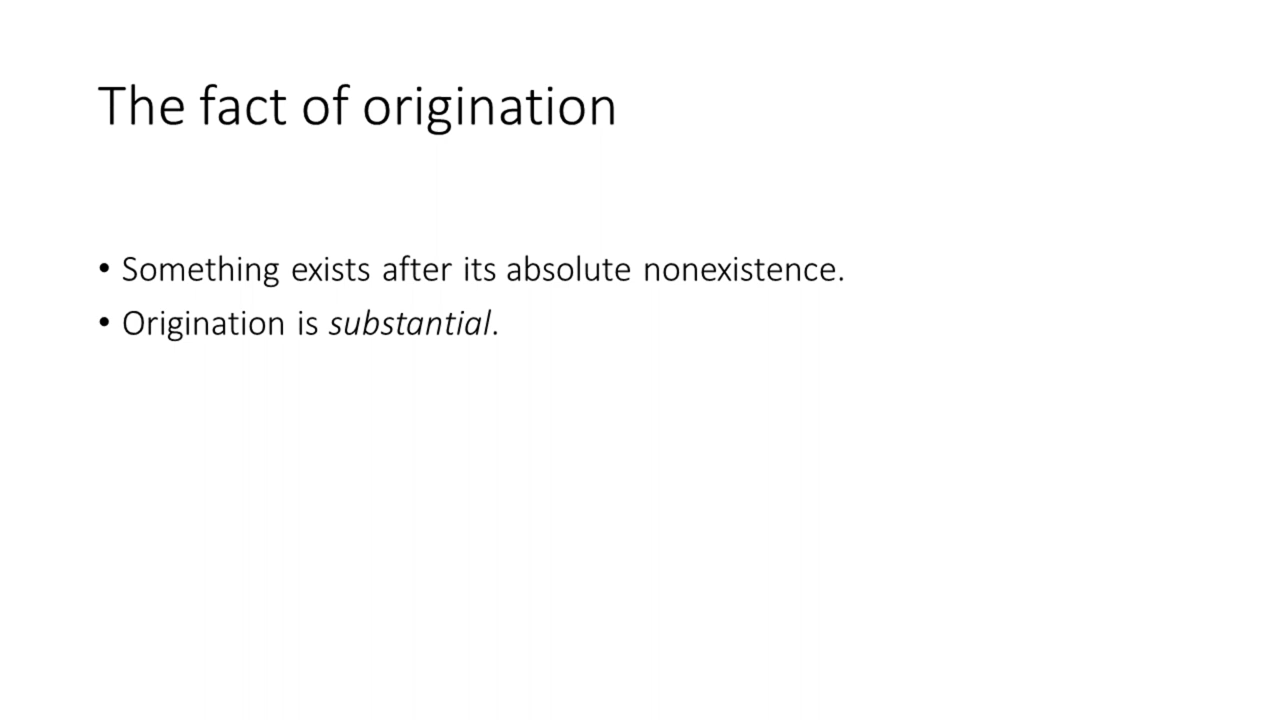 The fact of origination
• Something exists after its absolute nonexistence.
• Origination is substantial.